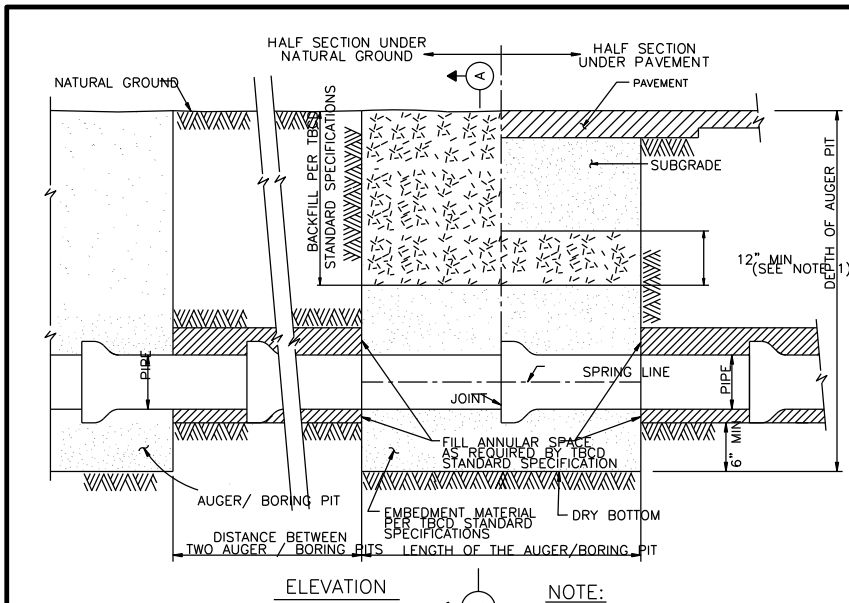 HALF SECTION UNDER
NATURAL GROUND
HALF SECTION
UNDER PAVEMENT
A
NATURAL GROUND
PAVEMENT
BACKFILL PER TBCD
STANDARD SPECIFICATIONS
SUBGRADE
DEPTH OF AUGER PIT
12" MIN
(SEE NOTE 1)
PIPE
SPRING LINE
PIPE
JOINT
FILL ANNULAR SPACE
AS REQUIRED BY TBCD
STANDARD SPECIFICATION
6" MIN
AUGER/ BORING PIT
EMBEDMENT MATERIAL
PER TBCD STANDARD
SPECIFICATIONS
DRY BOTTOM
DISTANCE BETWEEN
TWO AUGER / BORING PITS
LENGTH OF THE AUGER/BORING PIT
ELEVATION
NOTE: